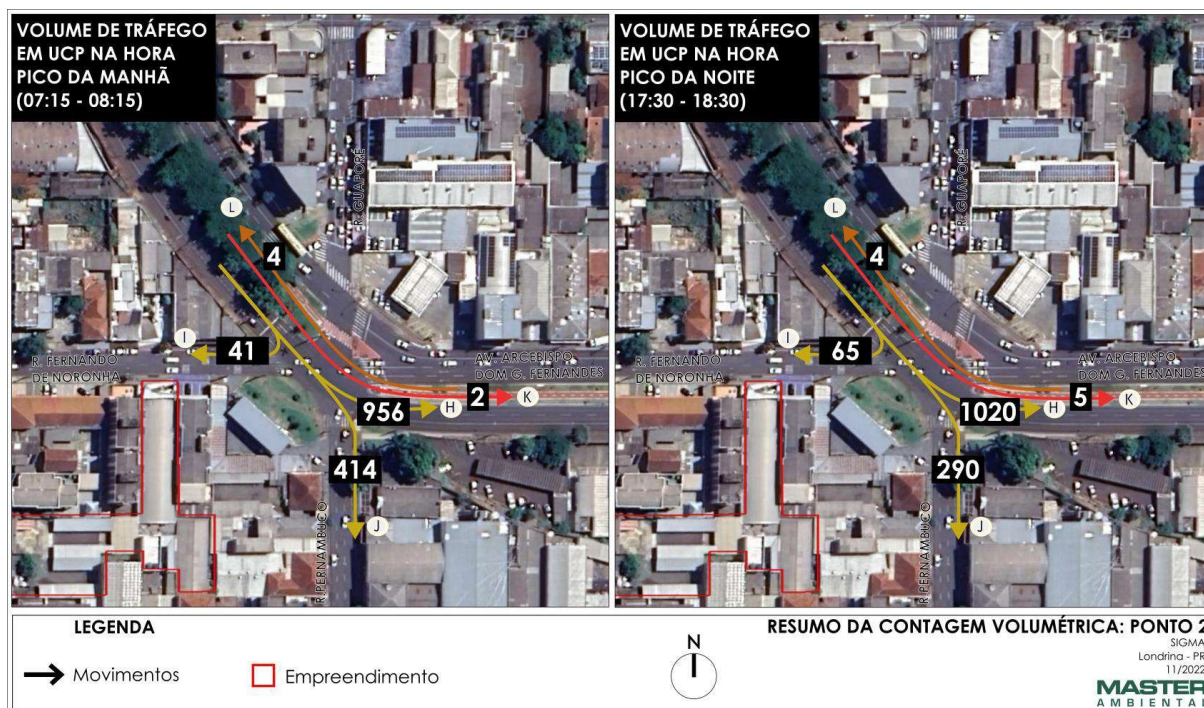 VOLUME DE TRÁFEGO
EM UCP NA HORA
PICO DA MANHÃ
(07:15 - 08:15)
R. GUAPORÉ
L
4
I
41
R. FERNANDO
DE NORONHA
AV. ARCEBISPO
DOM G. FERNANDES
2
K
956
H
414
J
R. PERNAMBUCO
VOLUME DE TRÁFEGO
EM UCP NA HORA
PICO DA NOITE
(17:30 - 18:30)
R. GUAPORÉ
L
4
I
65
R. FERNANDO
DE NORONHA
AV. ARCEBISPO
DOM G. FERNANDES
5
K
1020
H
290
J
R. PERNAMBUCO
LEGENDA
Movimentos
Empreendimento
N
RESUMO DA CONTAGEM VOLUMÉTRICA: PONTO 2
SIGMA
Londrina - PR
11/2022
MASTER
AMBIENTAL